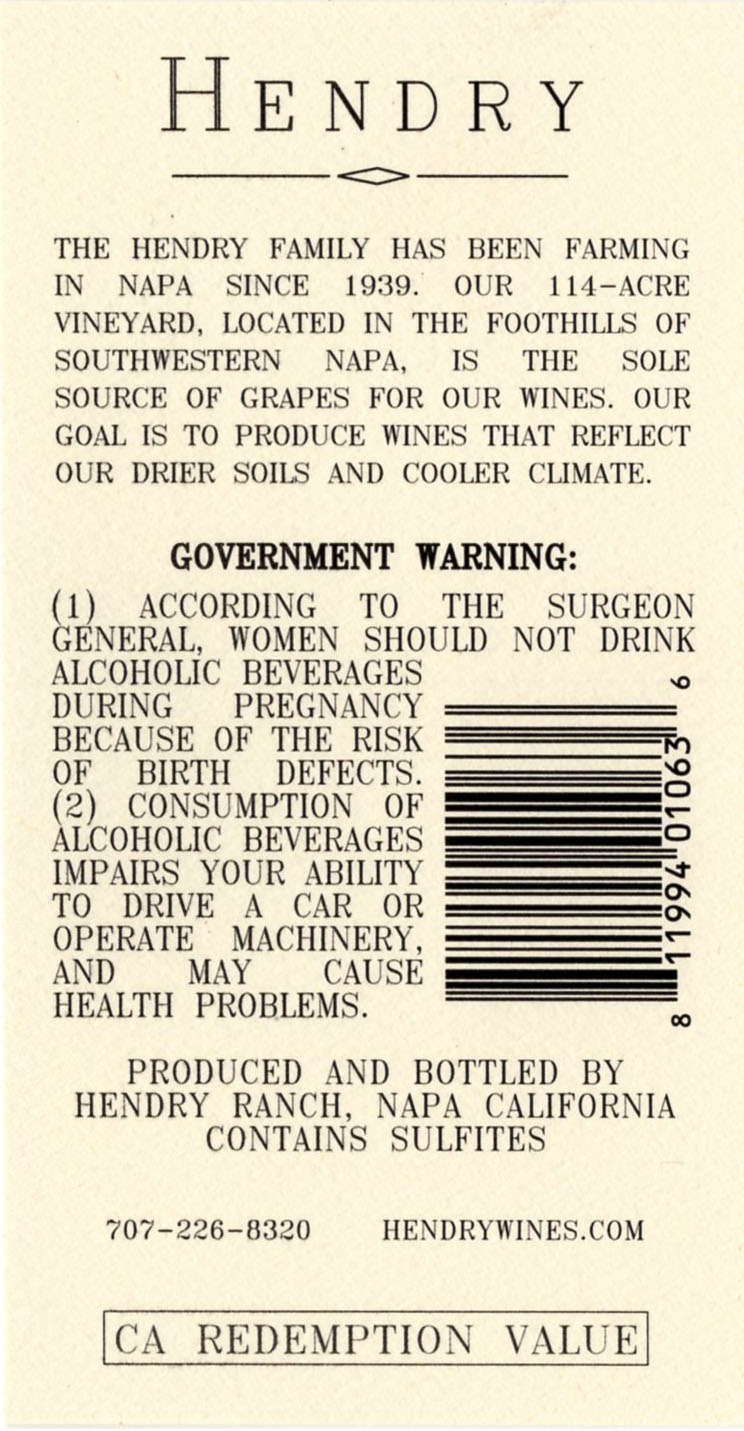 HENDRY
THE HENDRY FAMILY HAS BEEN FARMING
IN NAPA SINCE 1939. OUR 114-ACRE
VINEYARD, LOCATED IN THE FOOTHILLS OF
SOUTHWESTERN NAPA, IS THE SOLE
SOURCE OF GRAPES FOR OUR WINES. OUR
GOAL IS TO PRODUCE WINES THAT REFLECT
OUR DRIER SOILS AND COOLER CLIMATE.
GOVERNMENT WARNING:
(1) ACCORDING TO THE SURGEON
GENERAL, WOMEN SHOULD NOT DRINK
ALCOHOLIC BEVERAGES
DURING PREGNANCY
BECAUSE OF THE RISK
OF BIRTH DEFECTS.
(2) CONSUMPTION OF
ALCOHOLIC BEVERAGES
IMPAIRS YOUR ABILITY
TO DRIVE A CAR OR
OPERATE MACHINERY,
AND MAY CAUSE
HEALTH PROBLEMS.
8 11994 01063 6
PRODUCED AND BOTTLED BY
HENDRY RANCH, NAPA CALIFORNIA
CONTAINS SULFITES
707-226-8320 HENDRYWINES.COM
CA REDEMPTION VALUE